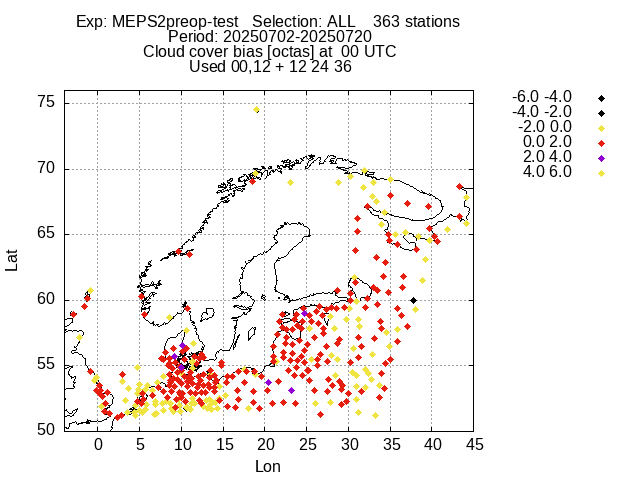 Exp: MEPS2preop-test   Selection: ALL    363 stations
Period: 20250702-20250720
Cloud cover bias [octas] at  00 UTC
Used 00,12 + 12 24 36
-6.0 -4.0
-4.0 -2.0
-2.0 0.0
0.0 2.0
2.0 4.0
4.0 6.0
75
70
65
60
55
50
Lat
0 5 10 15 20 25 30 35 40 45
Lon